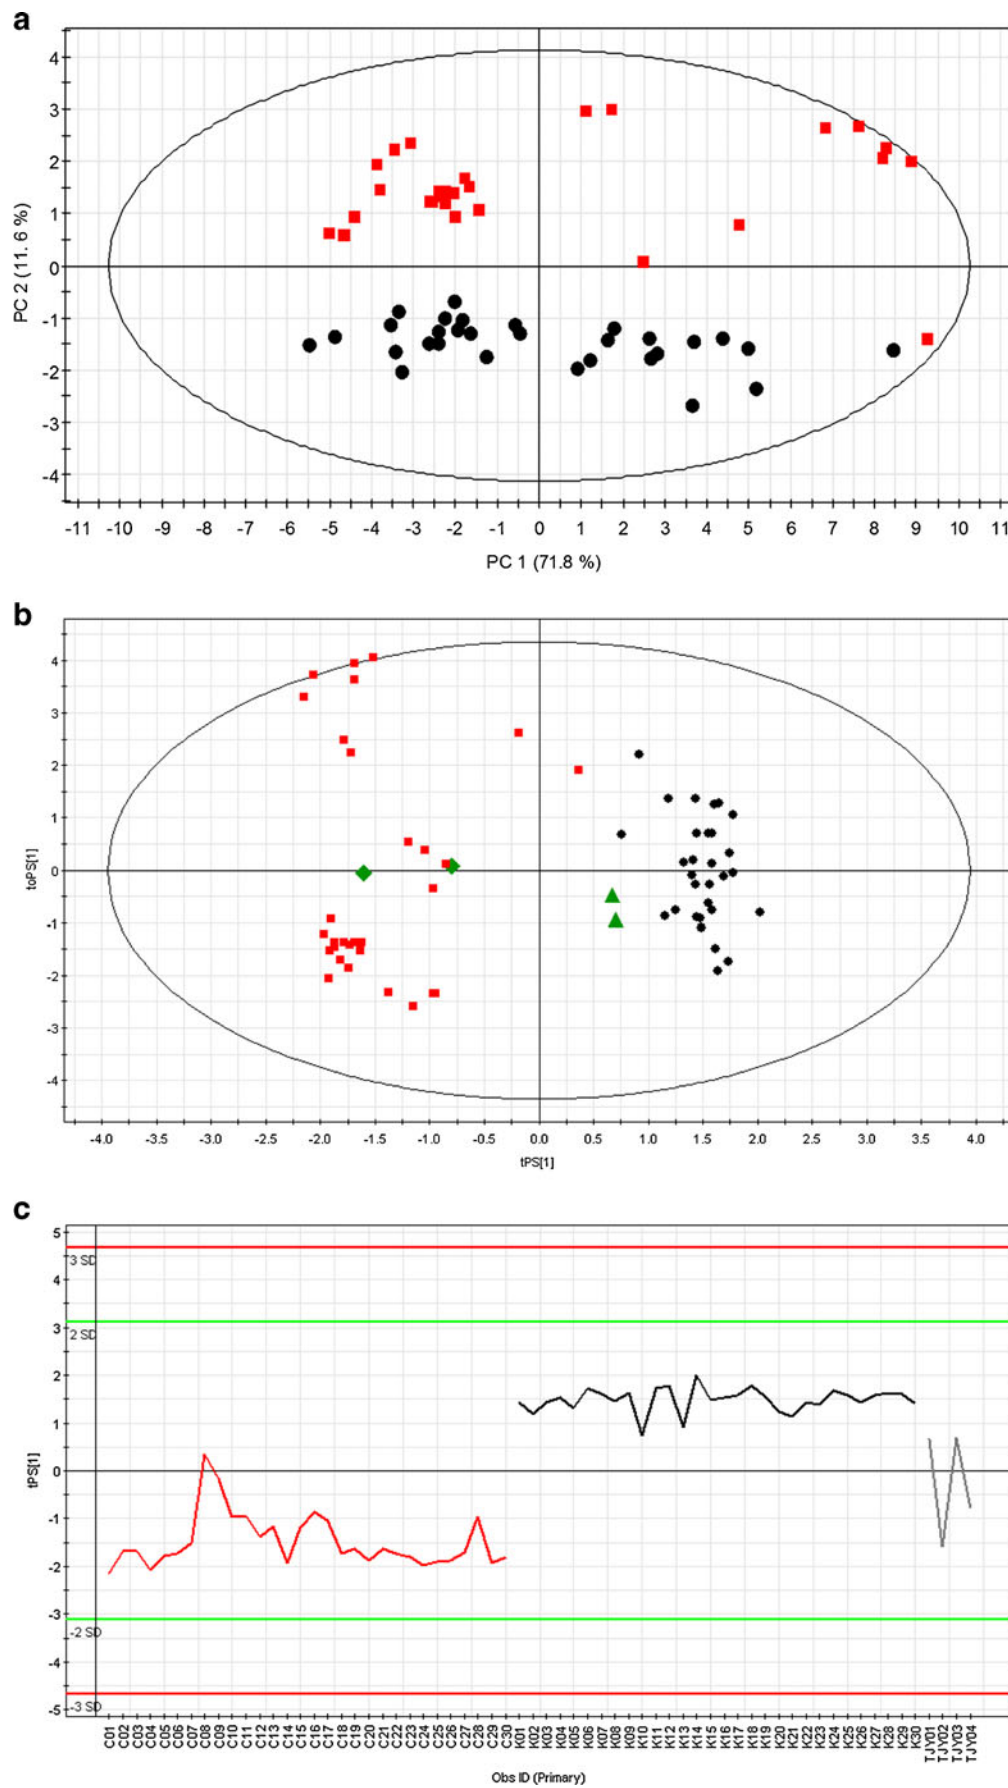 a
4
3
2
1
0
-1
-2
-3
-4
PC 2 (11. 6 %)
-11 -10 -9 -8 -7 -6 -5 -4 -3 -2 -1 0 1 2 3 4 5 6 7 8 9 10 11
PC 1 (71.8 %)
b
4
3
2
1
0
-1
-2
-3
-4
toPS[1]
-4.0 -3.5 -3.0 -2.5 -2.0 -1.5 -1.0 -0.5 0.0 0.5 1.0 1.5 2.0 2.5 3.0 3.5 4.0
tPS[1]
c
5
3 SD
4
3
2 SD
2
1
0
-1
-2
-3
-2 SD
-4
-5
-3 SD
tPS[1]
C01 C02 C03 C04 C05 C06 C07 C08 C09 C10 C11 C12 C13 C14 C15 C16 C17 C18 C19 C20 C21 C22 C23 C24 C25 C26 C27 C28 C29 C30 K01 K02 K03 K04 K05 K06 K07 K08 K09 K10 K11 K12 K13 K14 K15 K16 K17 K18 K19 K20 K21 K22 K23 K24 K25 K26 K27 K28 K29 K30 TJY01 TJY02 TJY03 TJY04
Obs ID (Primary)